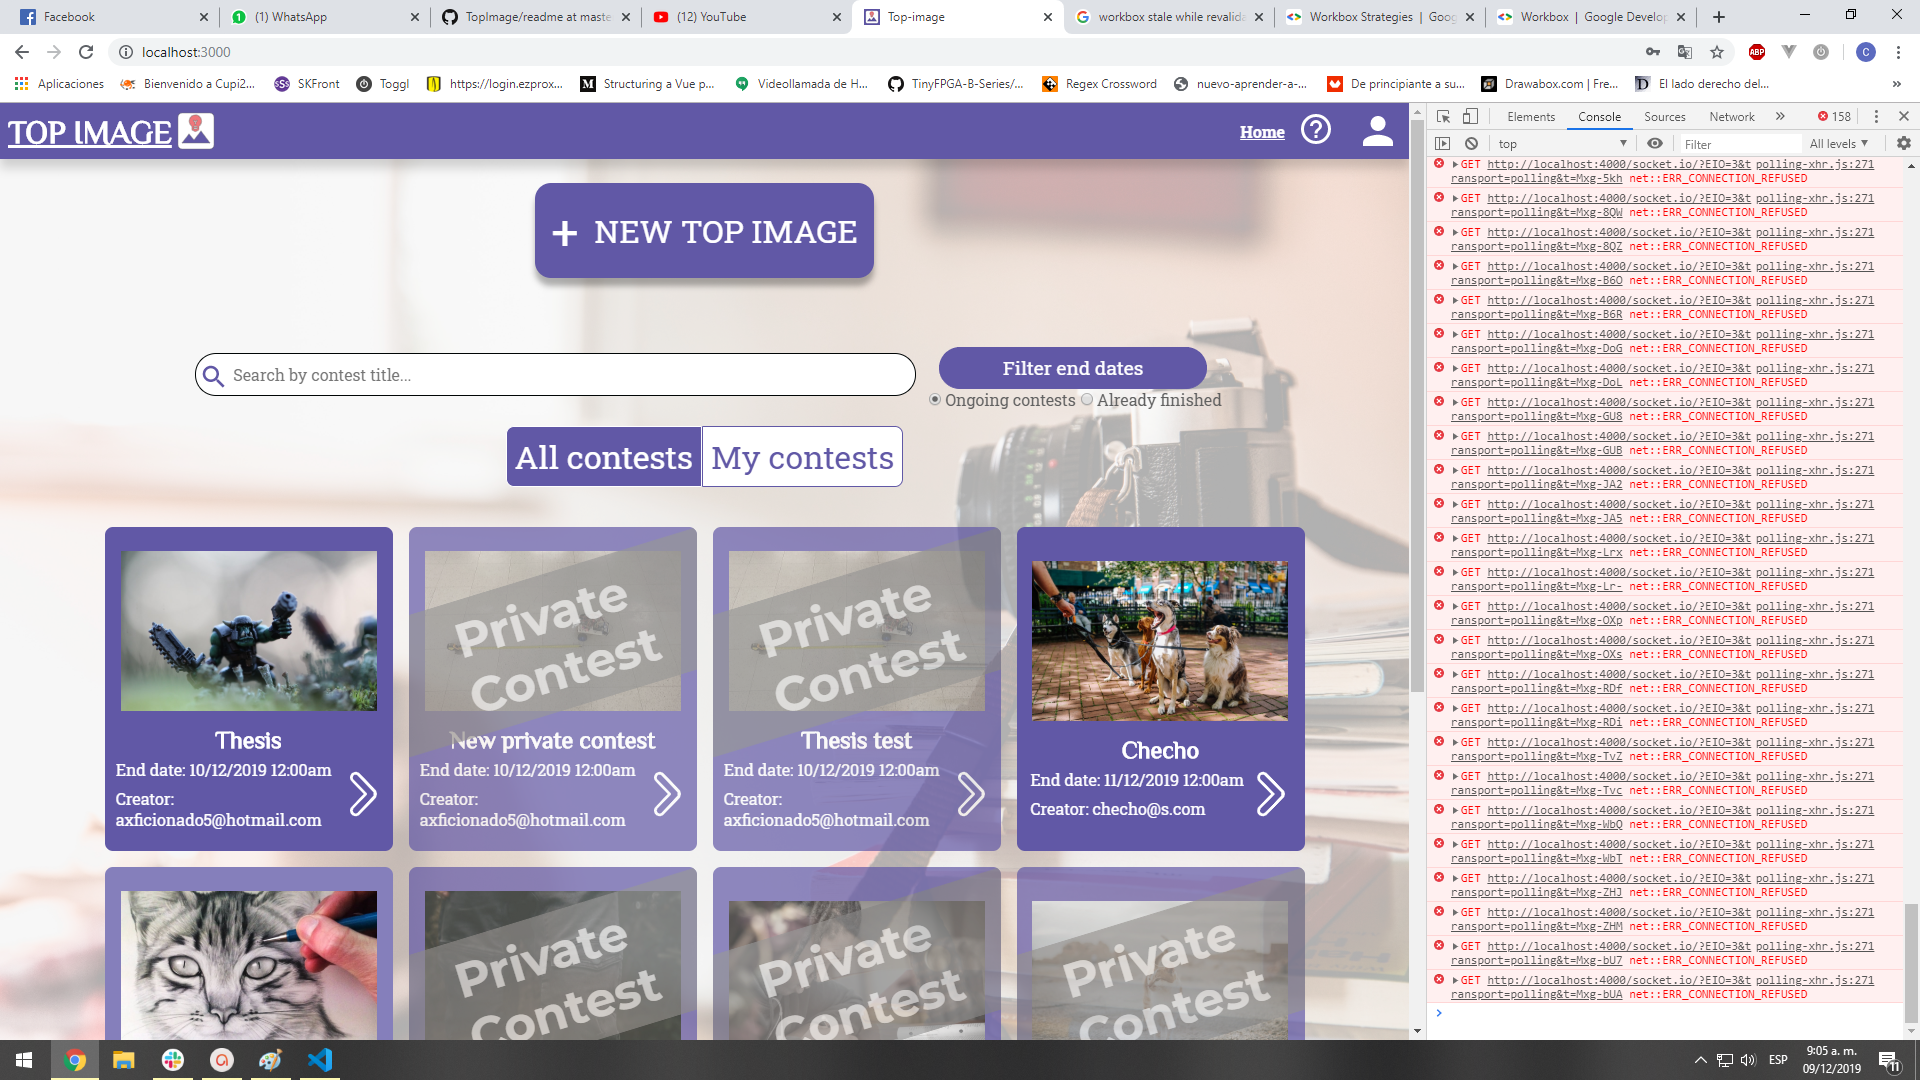 Facebook
(1) WhatsApp
TopImage/readme at maste
(12) YouTube
Top-image
workbox stale while revalida
Workbox Strategies | Goog
Workbox | Google Develop
localhost:3000
Aplicaciones
Bienvenido a Cupi2...
SKFront
Toggl
https://login.ezprox...
Structuring a Vue p...
Videollamada de H...
TinyFPGA-B-Series/...
Regex Crossword
nuevo-aprender-a-...
De principiante a su...
Drawabox.com | Fre...
El lado derecho del...
TOP IMAGE
Home
+ NEW TOP IMAGE
Search by contest title...
Filter end dates
Ongoing contests
Already finished
All contests
My contests
Thesis
End date: 10/12/2019 12:00am
Creator:
axficionado5@hotmail.com
Private
Contest
New private contest
End date: 10/12/2019 12:00am
Creator:
axficionado5@hotmail.com
Private
Contest
Thesis test
End date: 10/12/2019 12:00am
Creator:
axficionado5@hotmail.com
Checho
End date: 11/12/2019 12:00am
Creator: checho@s.com
Private
Contest
Private
Contest
Private
Contest
Elements
Console
Sources
Network
158
top
Filter
All levels
GET http://localhost:4000/socket.io/?EIO=3&t polling-xhr.js:271
ransport=polling&t=Mxg-5kh net::ERR_CONNECTION_REFUSED
GET http://localhost:4000/socket.io/?EIO=3&t polling-xhr.js:271
ransport=polling&t=Mxg-8QW net::ERR_CONNECTION_REFUSED
GET http://localhost:4000/socket.io/?EIO=3&t polling-xhr.js:271
ransport=polling&t=Mxg-8QZ net::ERR_CONNECTION_REFUSED
GET http://localhost:4000/socket.io/?EIO=3&t polling-xhr.js:271
ransport=polling&t=Mxg-B6O net::ERR_CONNECTION_REFUSED
GET http://localhost:4000/socket.io/?EIO=3&t polling-xhr.js:271
ransport=polling&t=Mxg-B6R net::ERR_CONNECTION_REFUSED
GET http://localhost:4000/socket.io/?EIO=3&t polling-xhr.js:271
ransport=polling&t=Mxg-DoG net::ERR_CONNECTION_REFUSED
GET http://localhost:4000/socket.io/?EIO=3&t polling-xhr.js:271
ransport=polling&t=Mxg-DoL net::ERR_CONNECTION_REFUSED
GET http://localhost:4000/socket.io/?EIO=3&t polling-xhr.js:271
ransport=polling&t=Mxg-GU8 net::ERR_CONNECTION_REFUSED
GET http://localhost:4000/socket.io/?EIO=3&t polling-xhr.js:271
ransport=polling&t=Mxg-GUB net::ERR_CONNECTION_REFUSED
GET http://localhost:4000/socket.io/?EIO=3&t polling-xhr.js:271
ransport=polling&t=Mxg-JA2 net::ERR_CONNECTION_REFUSED
GET http://localhost:4000/socket.io/?EIO=3&t polling-xhr.js:271
ransport=polling&t=Mxg-JA5 net::ERR_CONNECTION_REFUSED
GET http://localhost:4000/socket.io/?EIO=3&t polling-xhr.js:271
ransport=polling&t=Mxg-Lrx net::ERR_CONNECTION_REFUSED
GET http://localhost:4000/socket.io/?EIO=3&t polling-xhr.js:271
ransport=polling&t=Mxg-Lr- net::ERR_CONNECTION_REFUSED
GET http://localhost:4000/socket.io/?EIO=3&t polling-xhr.js:271
ransport=polling&t=Mxg-OXp net::ERR_CONNECTION_REFUSED
GET http://localhost:4000/socket.io/?EIO=3&t polling-xhr.js:271
ransport=polling&t=Mxg-OXs net::ERR_CONNECTION_REFUSED
GET http://localhost:4000/socket.io/?EIO=3&t polling-xhr.js:271
ransport=polling&t=Mxg-RDf net::ERR_CONNECTION_REFUSED
GET http://localhost:4000/socket.io/?EIO=3&t polling-xhr.js:271
ransport=polling&t=Mxg-RDi net::ERR_CONNECTION_REFUSED
GET http://localhost:4000/socket.io/?EIO=3&t polling-xhr.js:271
ransport=polling&t=Mxg-TvZ net::ERR_CONNECTION_REFUSED
GET http://localhost:4000/socket.io/?EIO=3&t polling-xhr.js:271
ransport=polling&t=Mxg-Tvc net::ERR_CONNECTION_REFUSED
GET http://localhost:4000/socket.io/?EIO=3&t polling-xhr.js:271
ransport=polling&t=Mxg-WbQ net::ERR_CONNECTION_REFUSED
GET http://localhost:4000/socket.io/?EIO=3&t polling-xhr.js:271
ransport=polling&t=Mxg-WbT net::ERR_CONNECTION_REFUSED
GET http://localhost:4000/socket.io/?EIO=3&t polling-xhr.js:271
ransport=polling&t=Mxg-ZHJ net::ERR_CONNECTION_REFUSED
GET http://localhost:4000/socket.io/?EIO=3&t polling-xhr.js:271
ransport=polling&t=Mxg-ZHM net::ERR_CONNECTION_REFUSED
GET http://localhost:4000/socket.io/?EIO=3&t polling-xhr.js:271
ransport=polling&t=Mxg-bU7 net::ERR_CONNECTION_REFUSED
GET http://localhost:4000/socket.io/?EIO=3&t polling-xhr.js:271
ransport=polling&t=Mxg-bUA net::ERR_CONNECTION_REFUSED
ESP
9:05 a. m.
09/12/2019
11